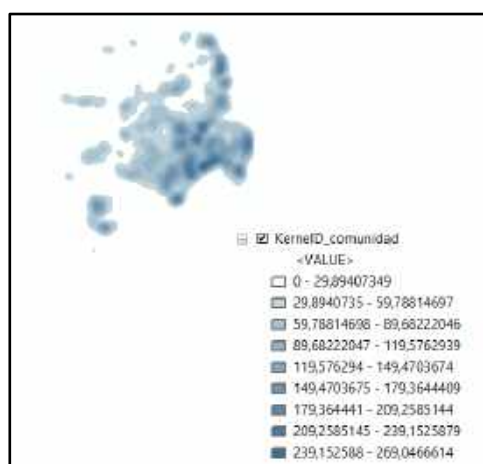 KernelD_comunidad
<VALUE>
0 - 29,89407349
29,8940735 - 59,78814697
59,78814698 - 89,68222046
89,68222047 - 119,5762939
119,576294 - 149,4703674
149,4703675 - 179,3644409
179,364441 - 209,2585144
209,2585145 - 239,1525879
239,152588 - 269,0466614